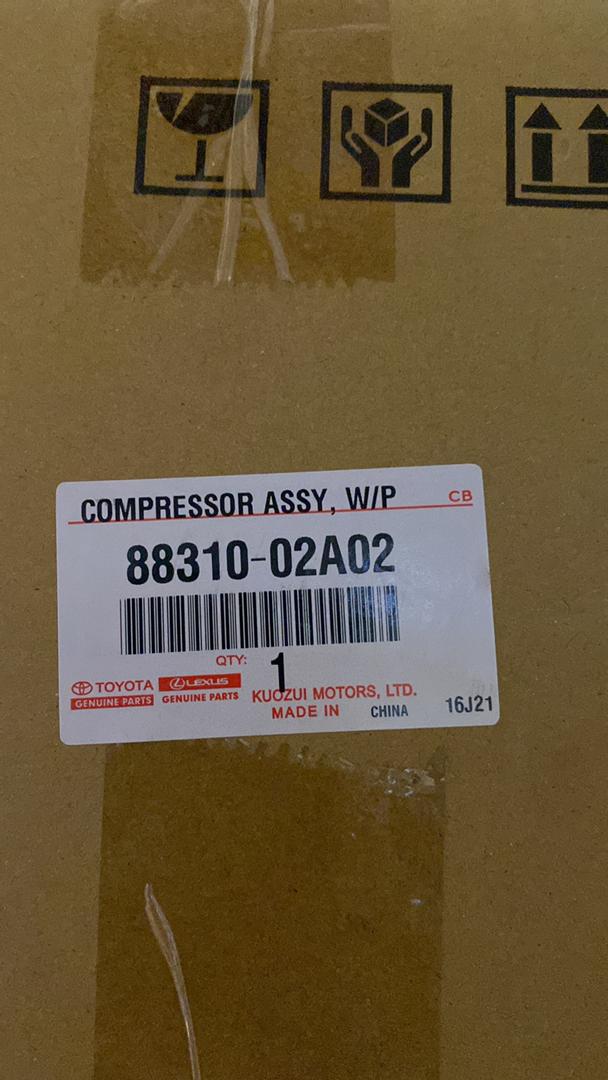 COMPRESSOR ASSY, W/P CB
88310-02A02
QTY: 1
TOYOTA LEXUS
GENUINE PARTS GENUINE PARTS
KUOZUI MOTORS, LTD.
MADE IN CHINA 16J21